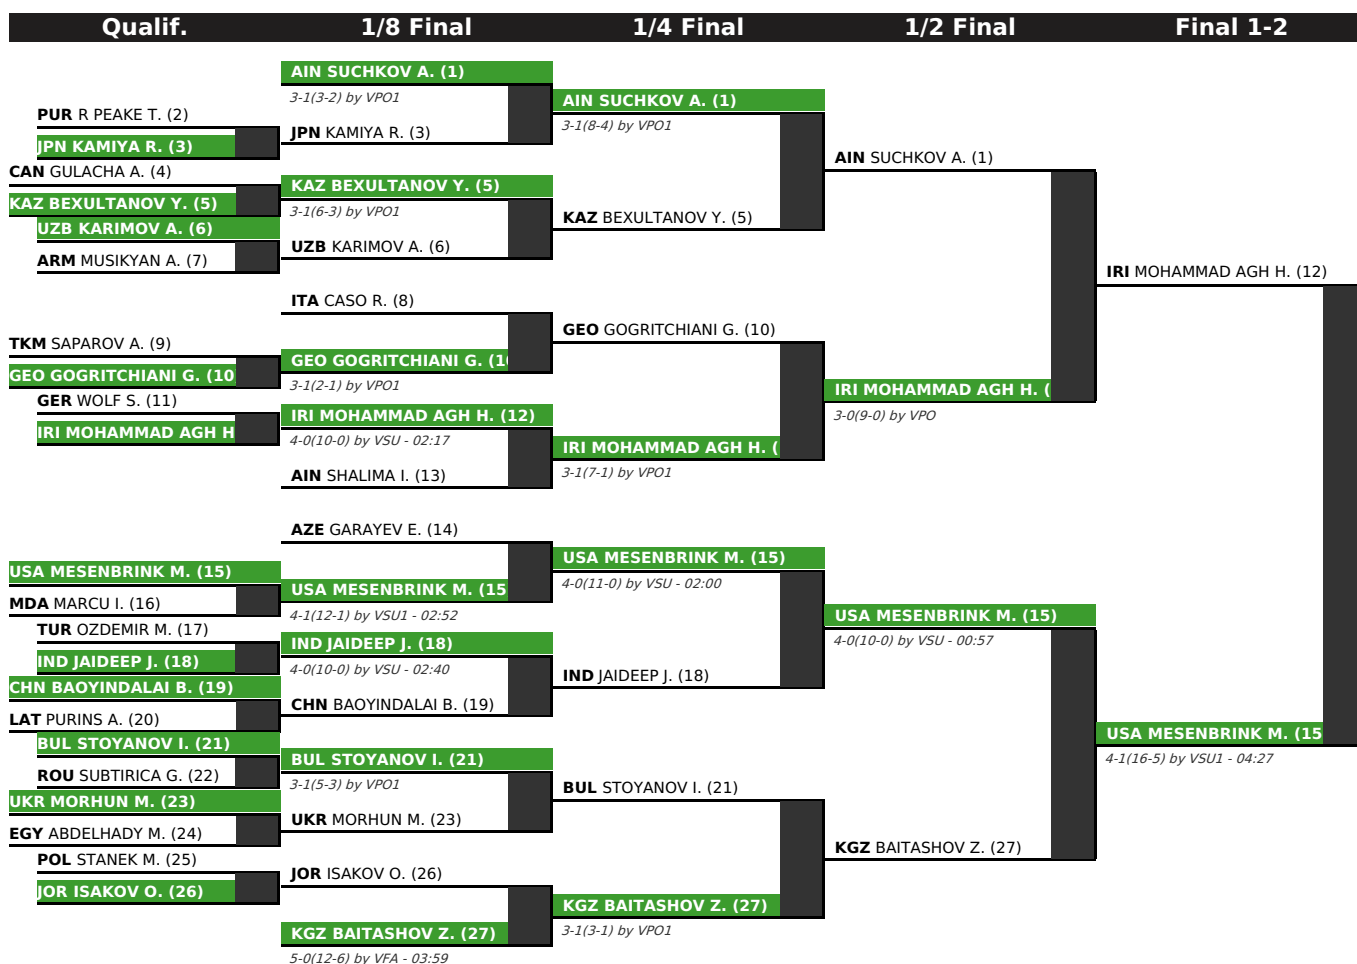 Qualif.
1/8 Final
1/4 Final
1/2 Final
Final 1-2
PUR R PEAKE T. (2)
JPN KAMIYA R. (3)
CAN GULACHA A. (4)
KAZ BEXULTANOV Y. (5)
UZB KARIMOV A. (6)
ARM MUSIKYAN A. (7)
TKM SAPAROV A. (9)
GEO GOGRITCHIANI G. (10
GER WOLF S. (11)
IRI MOHAMMAD AGH H
USA MESENBRINK M. (15)
MDA MARCU I. (16)
TUR OZDEMIR M. (17)
IND JAIDEEP J. (18)
CHN BAOYINDALAI B. (19)
LAT PURINS A. (20)
BUL STOYANOV I. (21)
ROU SUBTIRICA G. (22)
UKR MORHUN M. (23)
EGY ABDELHADY M. (24)
POL STANEK M. (25)
JOR ISAKOV O. (26)
AIN SUCHKOV A. (1)
3-1(3-2) by VPO1
JPN KAMIYA R. (3)
KAZ BEXULTANOV Y. (5)
3-1(6-3) by VPO1
UZB KARIMOV A. (6)
ITA CASO R. (8)
GEO GOGRITCHIANI G. (1
3-1(2-1) by VPO1
IRI MOHAMMAD AGH H. (12)
4-0(10-0) by VSU - 02:17
AIN SHALIMA I. (13)
AZE GARAYEV E. (14)
USA MESENBRINK M. (15
4-1(12-1) by VSU1 - 02:52
IND JAIDEEP J. (18)
4-0(10-0) by VSU - 02:40
CHN BAOYINDALAI B. (19)
BUL STOYANOV I. (21)
3-1(5-3) by VPO1
UKR MORHUN M. (23)
JOR ISAKOV O. (26)
KGZ BAITASHOV Z. (27)
5-0(12-6) by VFA - 03:59
AIN SUCHKOV A. (1)
3-1(8-4) by VPO1
KAZ BEXULTANOV Y. (5)
GEO GOGRITCHIANI G. (10)
IRI MOHAMMAD AGH H. (
3-1(7-1) by VPO1
USA MESENBRINK M. (15)
4-0(11-0) by VSU - 02:00
IND JAIDEEP J. (18)
BUL STOYANOV I. (21)
KGZ BAITASHOV Z. (27)
3-1(3-1) by VPO1
AIN SUCHKOV A. (1)
IRI MOHAMMAD AGH H. (
3-0(9-0) by VPO
USA MESENBRINK M. (15)
4-0(10-0) by VSU - 00:57
KGZ BAITASHOV Z. (27)
IRI MOHAMMAD AGH H. (12)
USA MESENBRINK M. (15
4-1(16-5) by VSU1 - 04:27